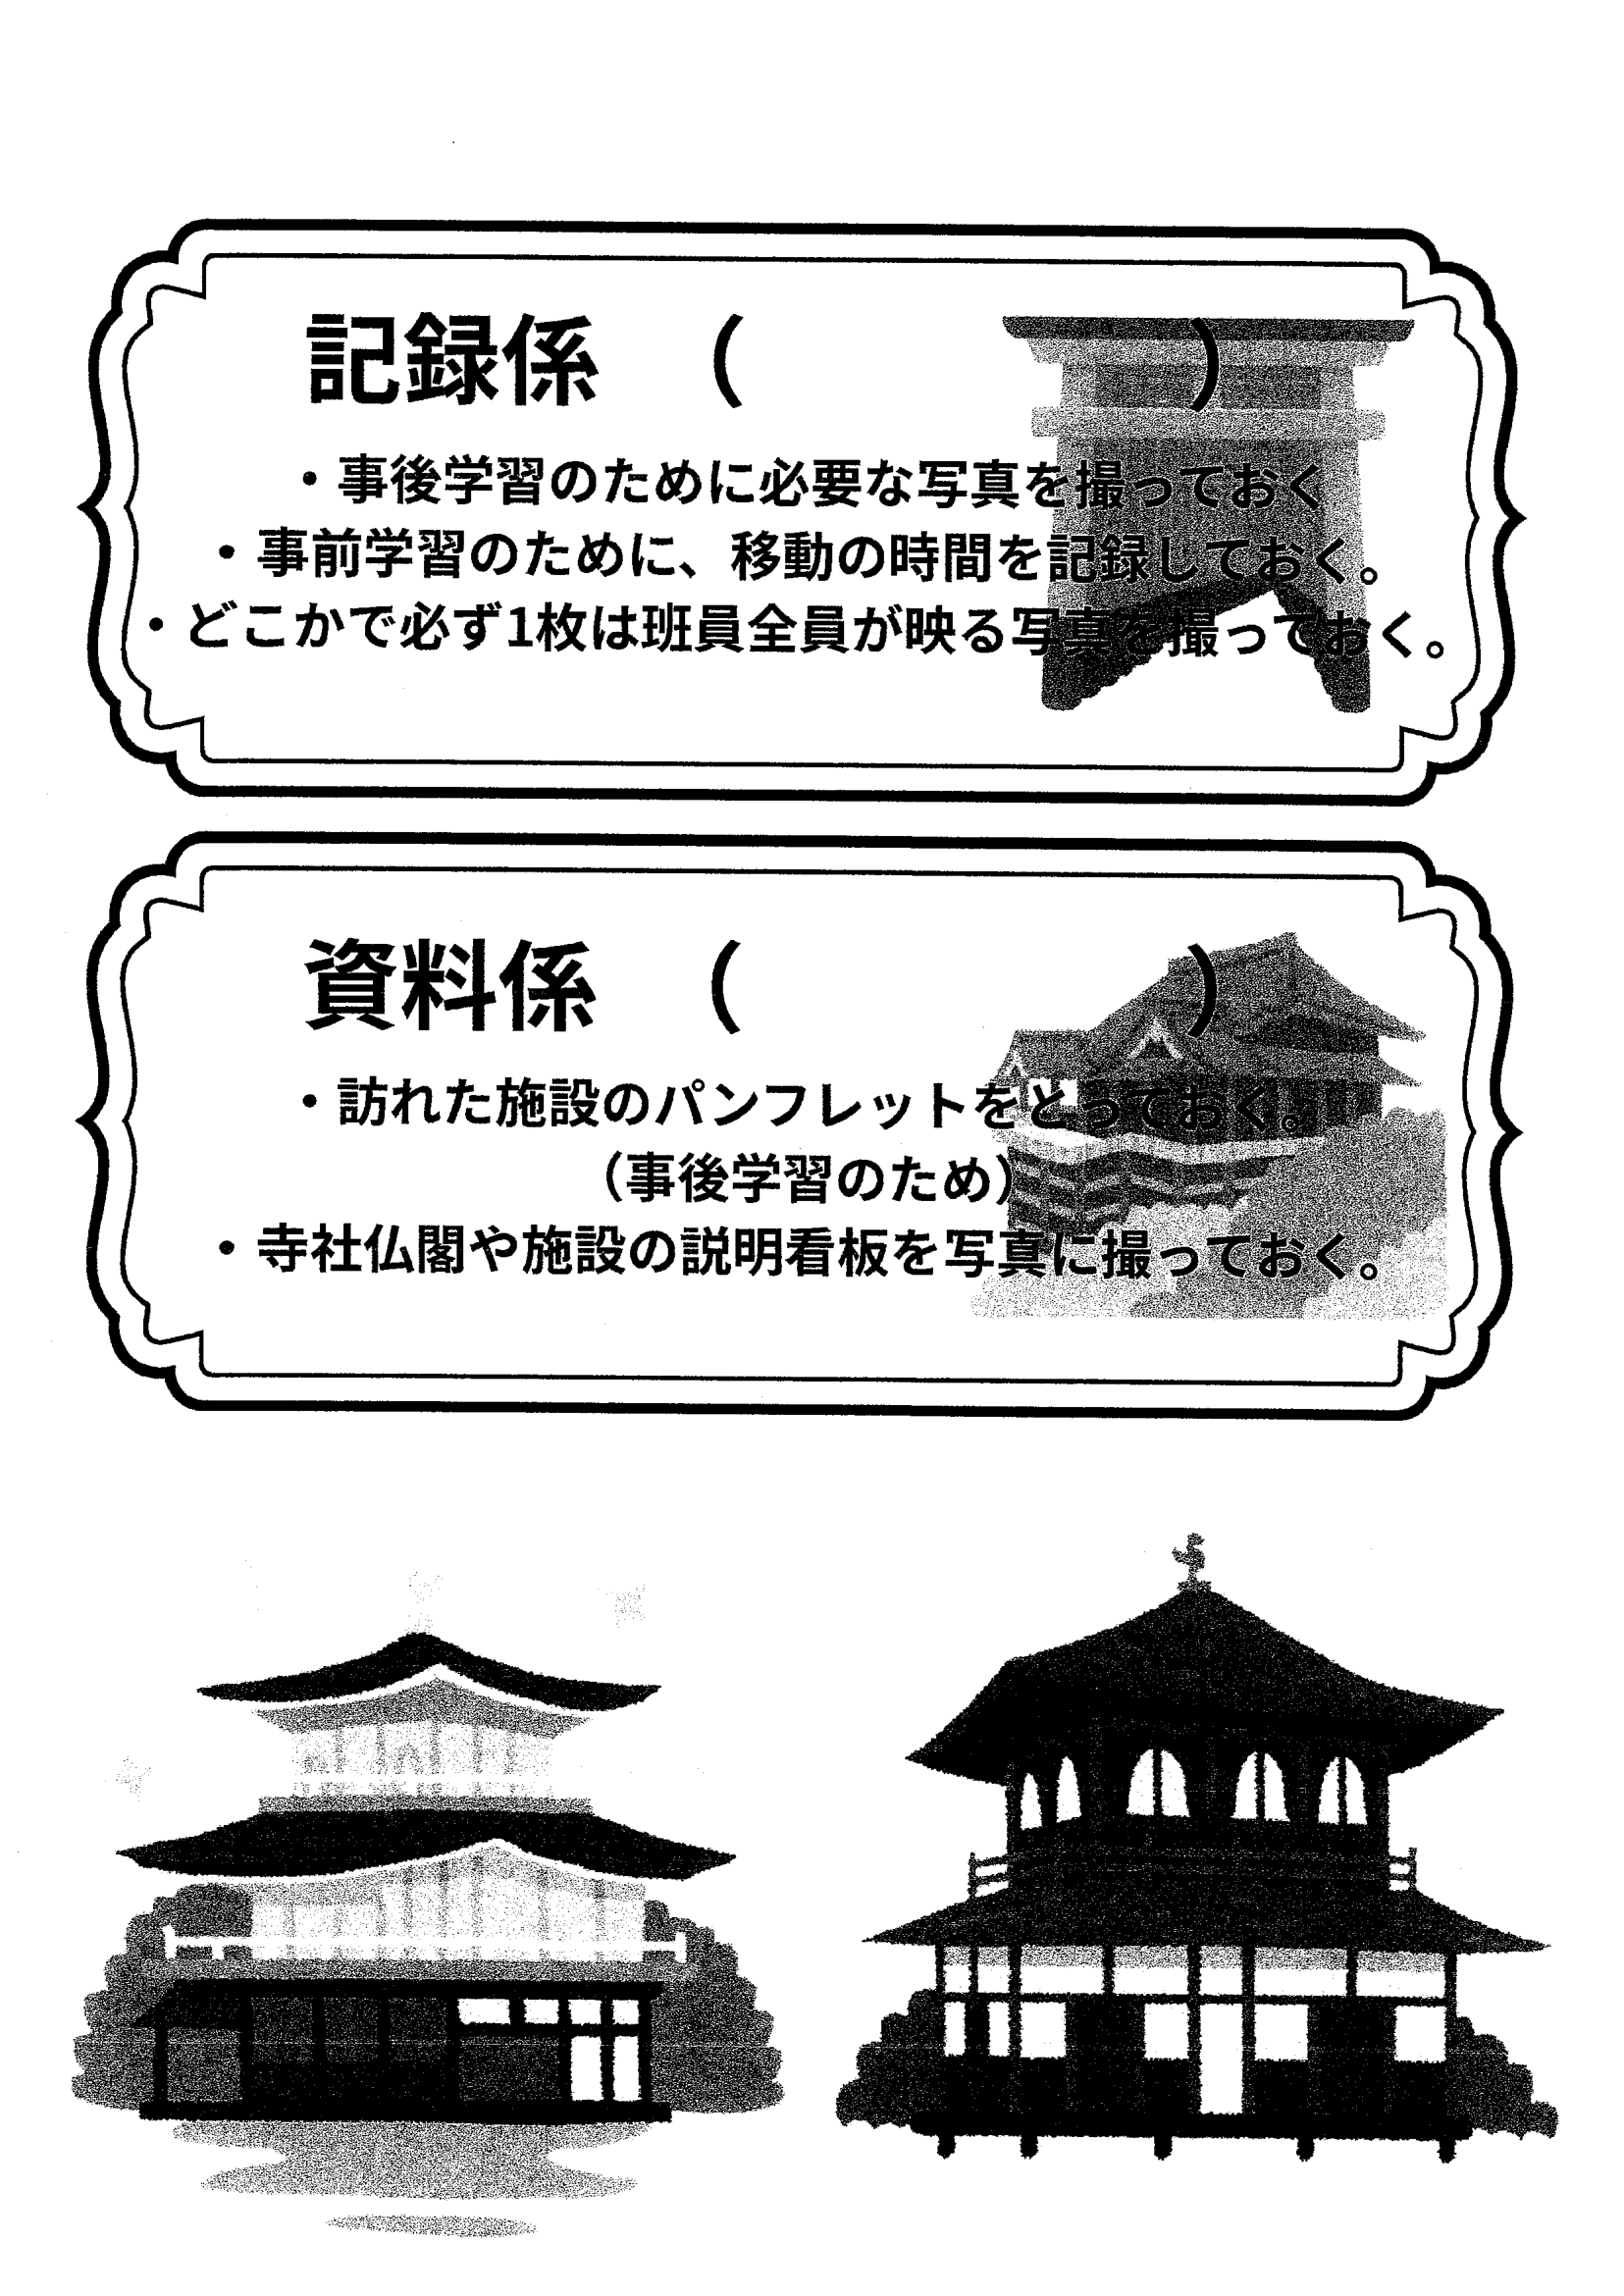 記録係 （　　　　）
・事後学習のために必要な写真を撮っておく
・事前学習のために、移動の時間を記録しておく。
・どこかで必ず1枚は班員全員が映る写真を撮っておく。
資料係 （　　　　）
・訪れた施設のパンフレットをとっておく。
（事後学習のため）
・寺社仏閣や施設の説明看板を写真に撮っておく。